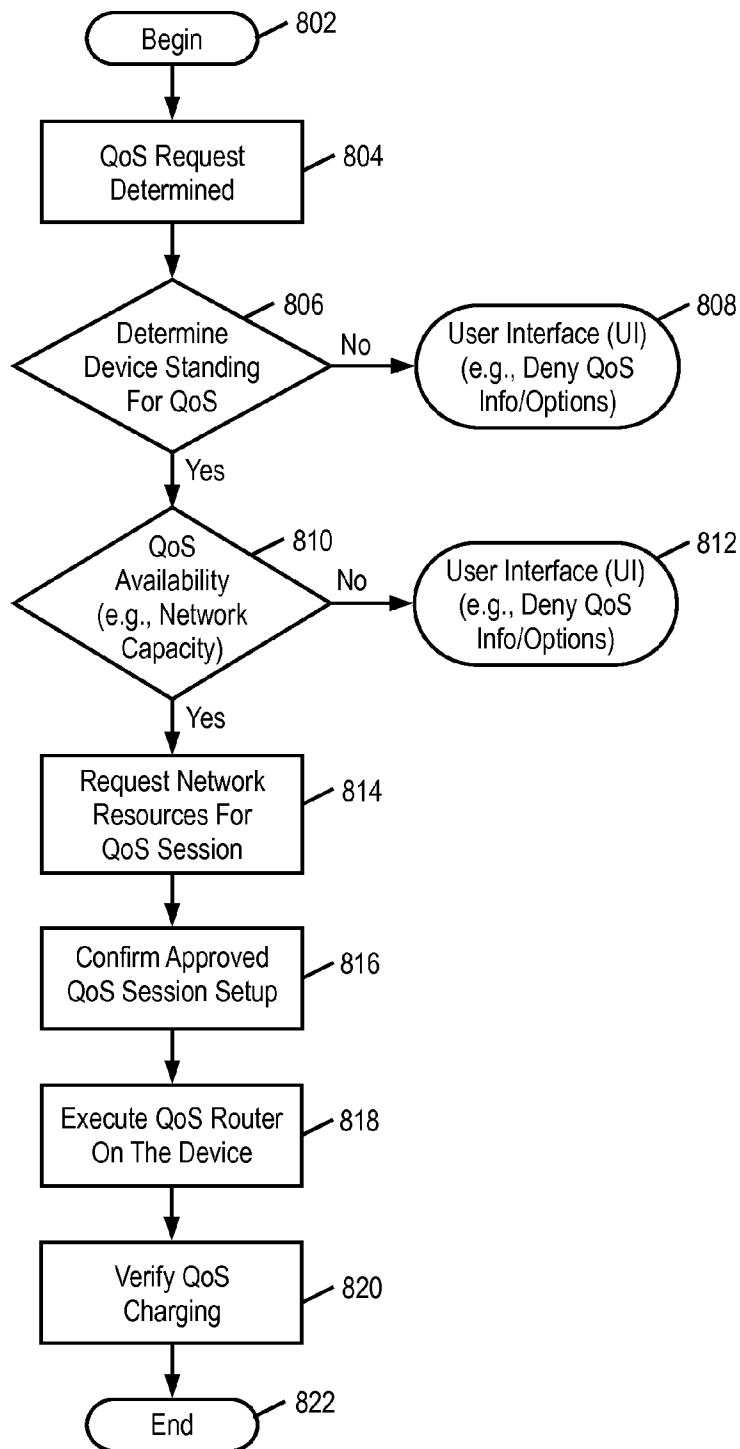 Begin
802
QoS Request
Determined
804
806
Determine
Device Standing
For QoS
No
808
User Interface (UI)
(e.g., Deny QoS
Info/Options)
Yes
810
QoS
Availability
(e.g., Network
Capacity)
No
812
User Interface (UI)
(e.g., Deny QoS
Info/Options)
Yes
Request Network
Resources For
QoS Session
814
Confirm Approved
QoS Session Setup
816
Execute QoS Router
On The Device
818
Verify QoS
Charging
820
End
822